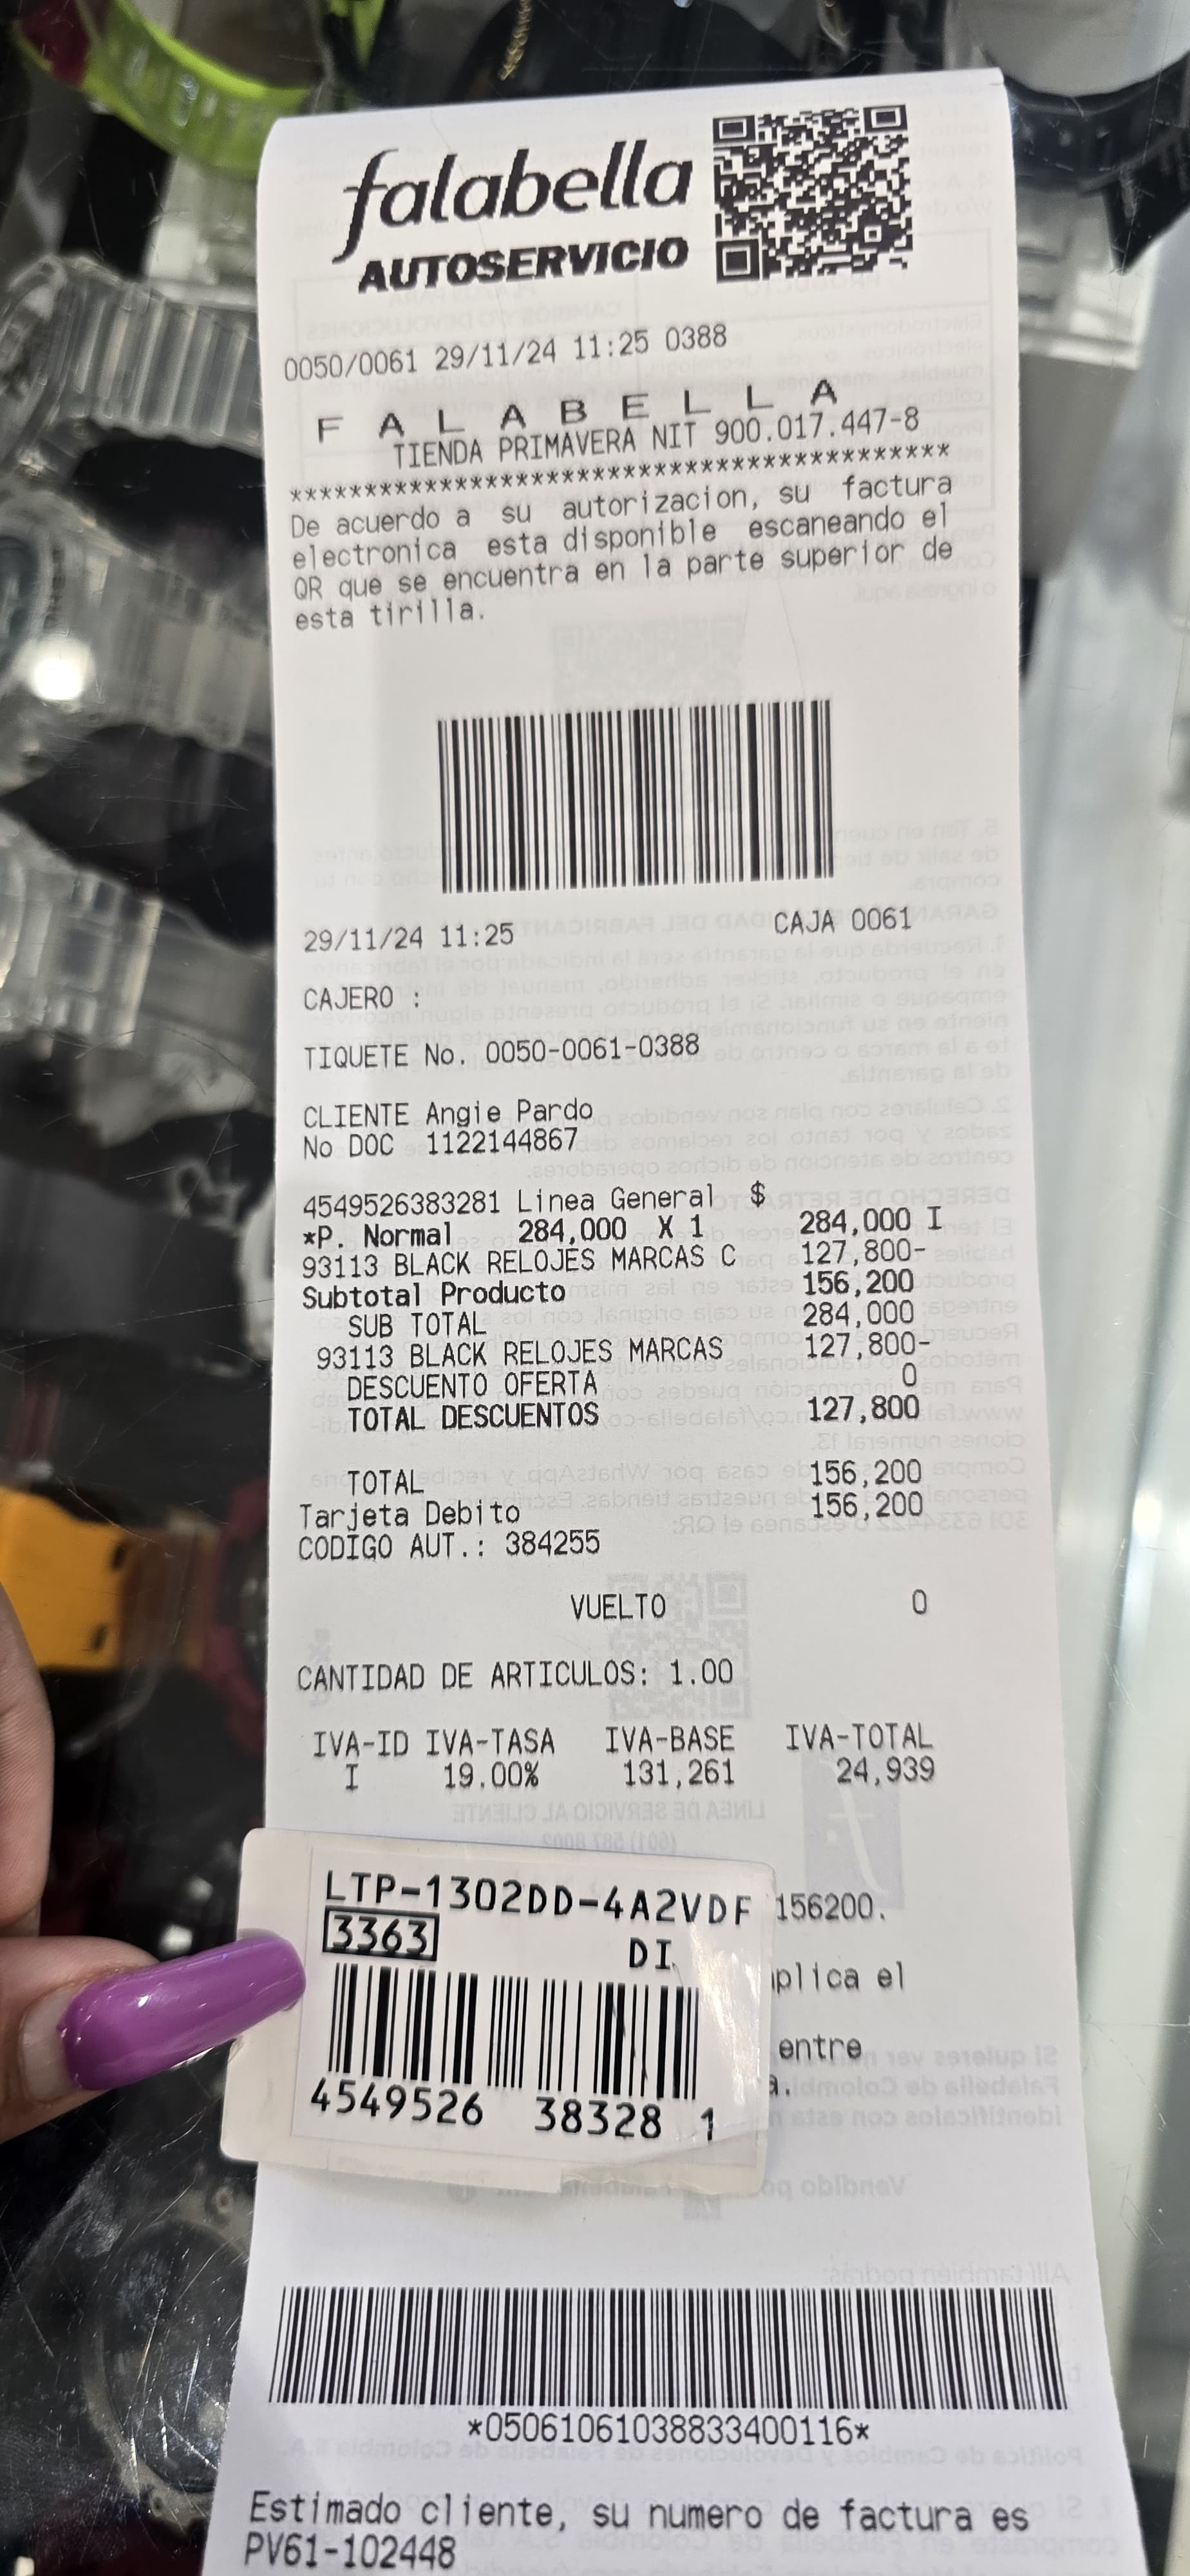 falabella
AUTOSERVICIO
0050/0061 29/11/24 11:25 0388
F A L A B E L L A
TIENDA PRIMAVERA NIT 900.017.447-8
********************************************
De acuerdo a su autorizacion, su factura
electronica esta disponible escaneando el
QR que se encuentra en la parte superior de
esta tirilla.
29/11/24 11:25 CAJA 0061
CAJERO :
TIQUETE No. 0050-0061-0388
CLIENTE Angie Pardo
No DOC 1122144867
4549526383281 Linea General $
*P. Normal 284,000 X 1 284,000 I
93113 BLACK RELOJES MARCAS C 127,800-
Subtotal Producto 156,200
SUB TOTAL 284,000
93113 BLACK RELOJES MARCAS 127,800-
DESCUENTO OFERTA 0
TOTAL DESCUENTOS 127,800
TOTAL 156,200
Tarjeta Debito 156,200
CODIGO AUT.: 384255
VUELTO 0
CANTIDAD DE ARTICULOS: 1.00
IVA-ID IVA-TASA IVA-BASE IVA-TOTAL
I 19.00% 131,261 24,939
LTP-1302DD-4A2VDF
3363
DI
4549526 38328 1
156200.
plica el
entre
a.
*05061061038833400116*
Estimado cliente, su numero de factura es
PV61-102448